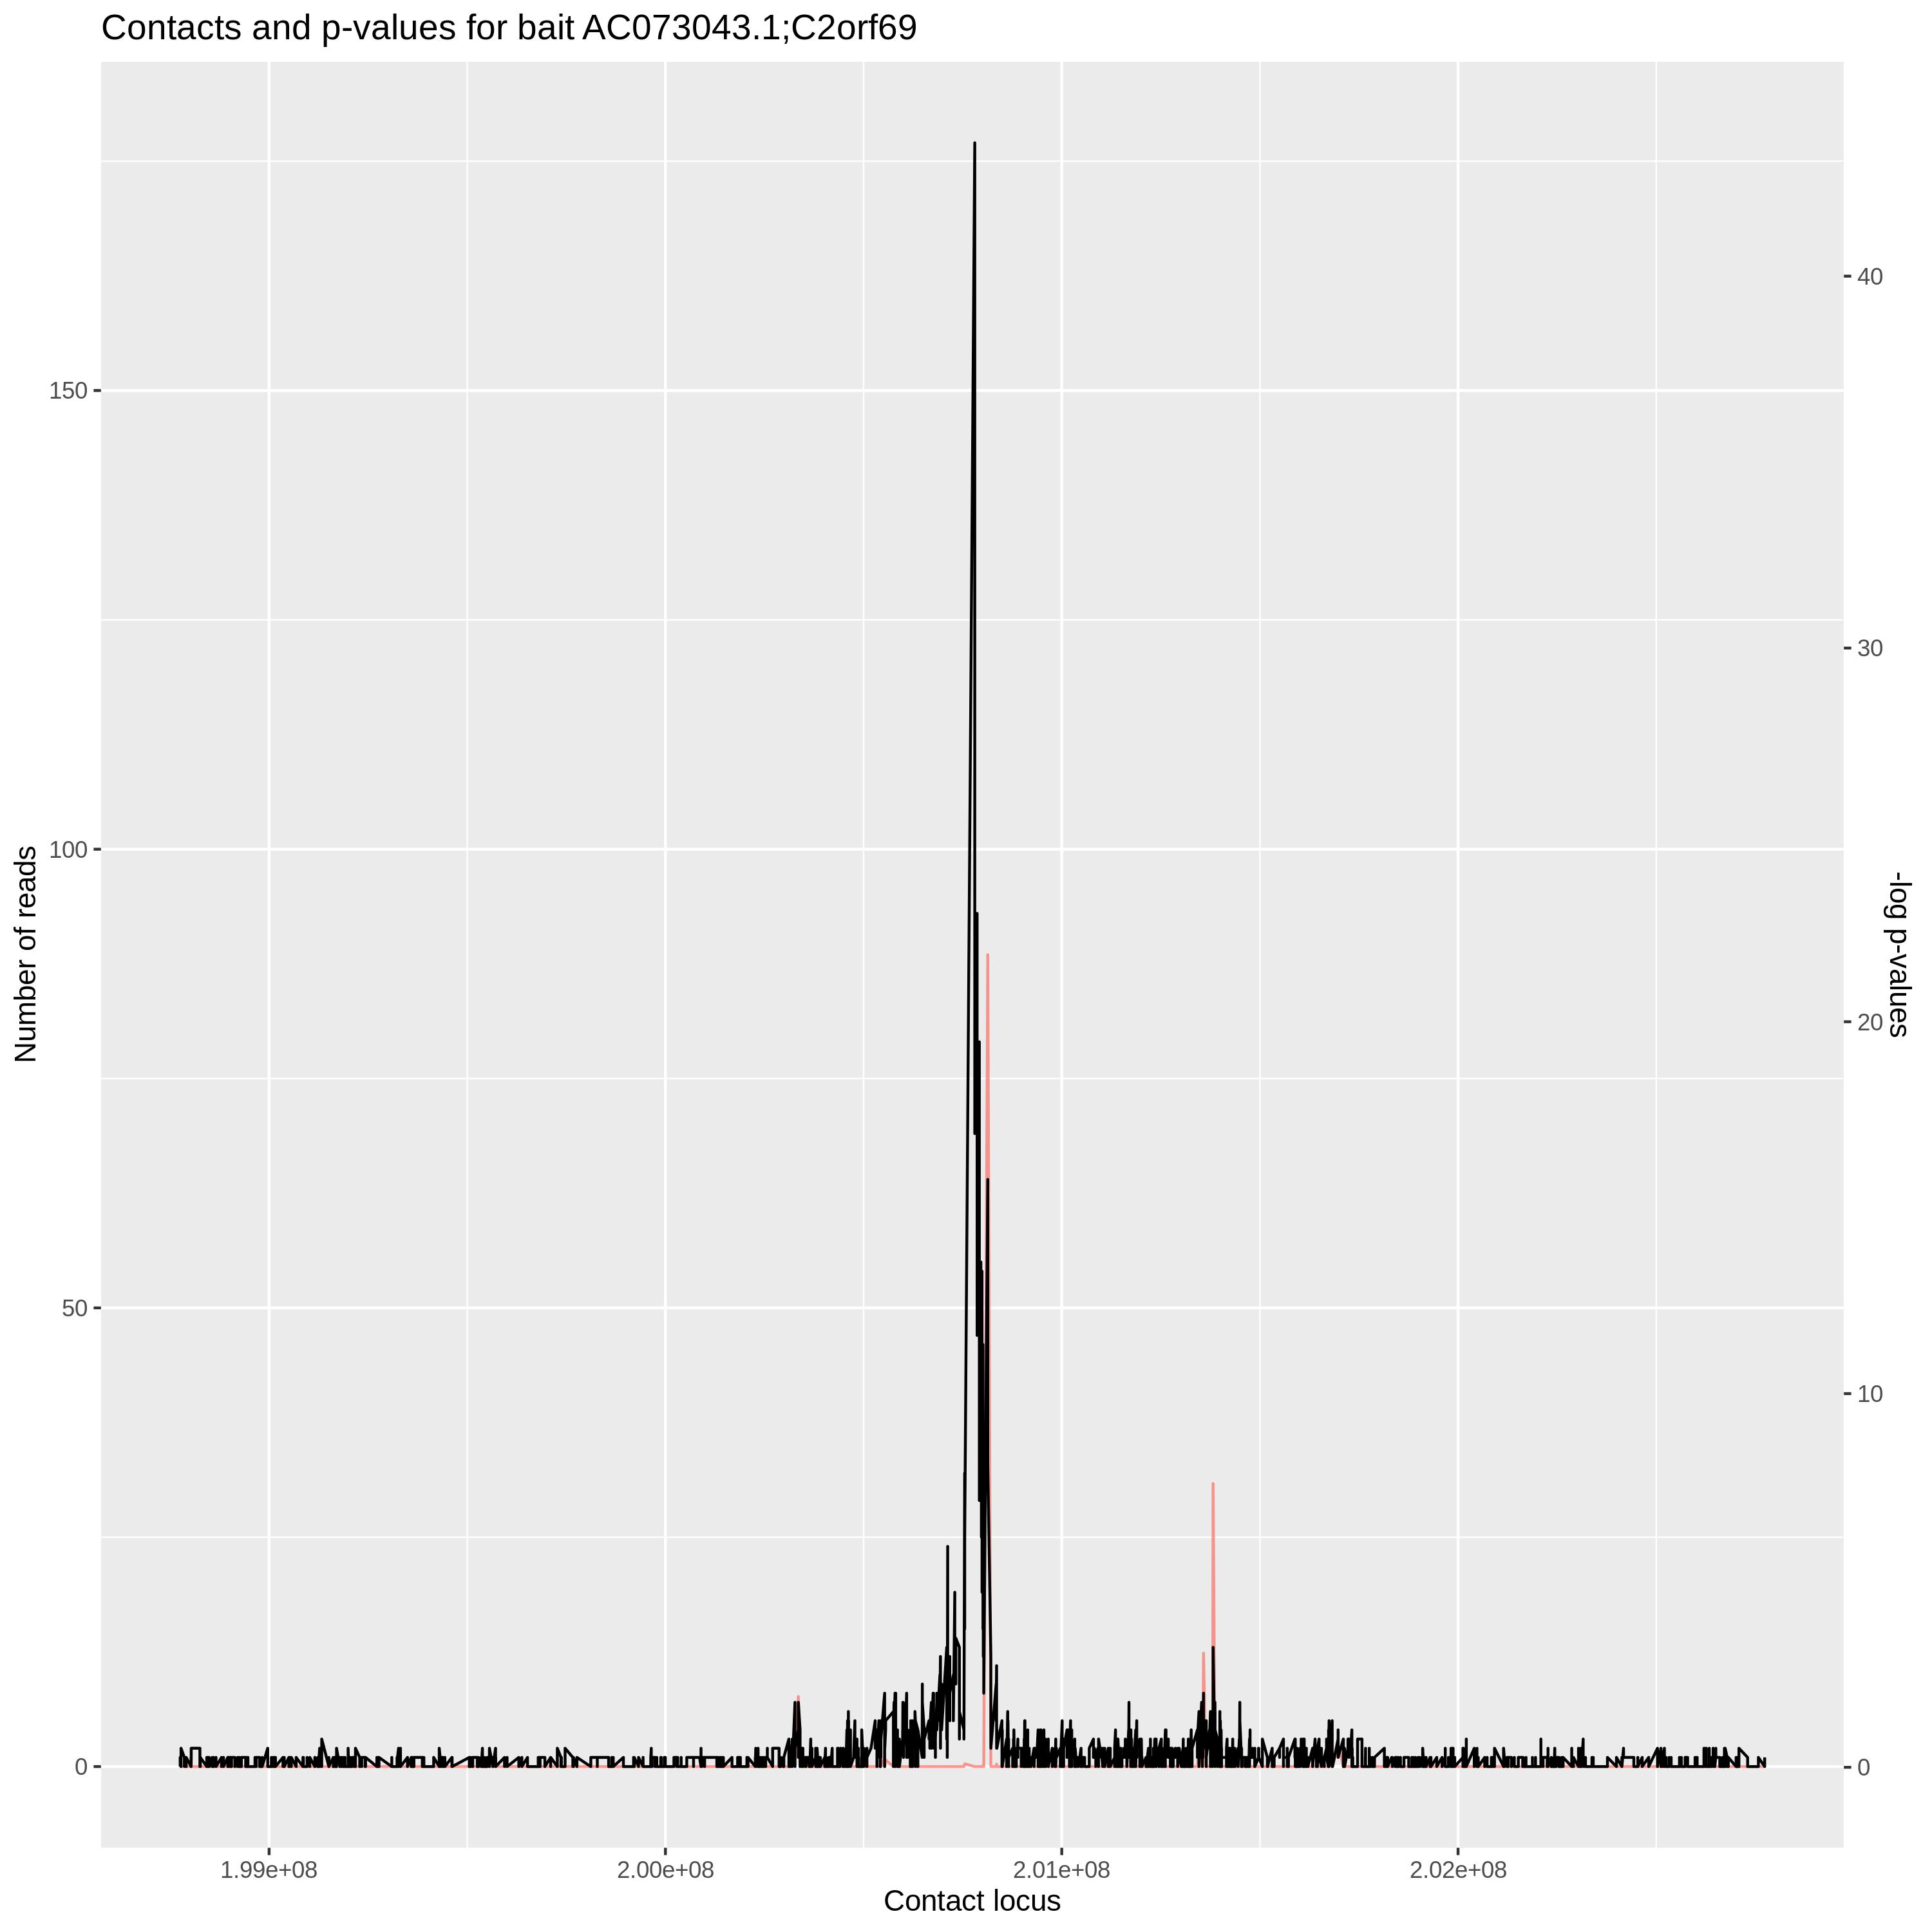 Contacts and p-values for bait AC073043.1;C2orf69
Number of reads
150
100
50
0
40
30
20
10
0
-log p-values
1.99e+08
2.00e+08
2.01e+08
2.02e+08
Contact locus